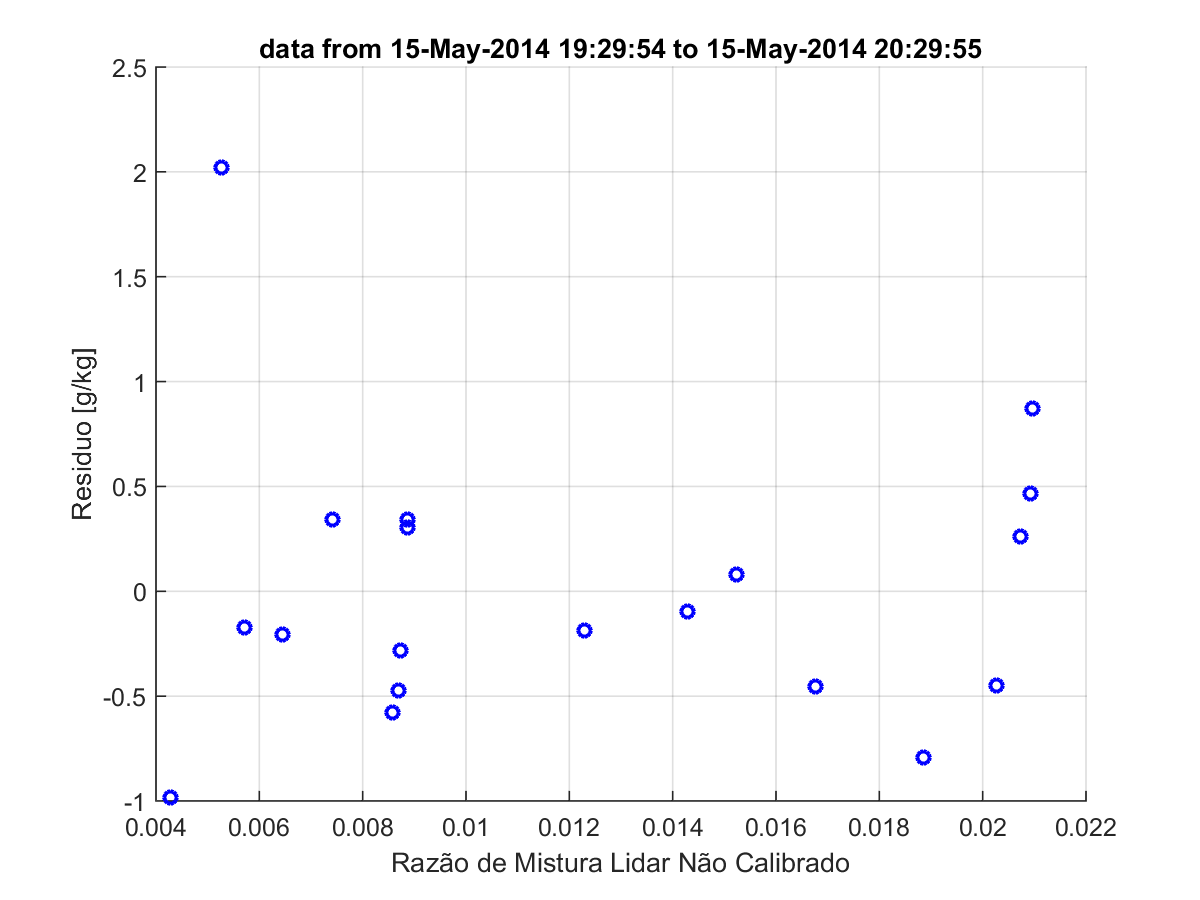 data from 15-May-2014 19:29:54 to 15-May-2014 20:29:55
2.5
2
1.5
1
0.5
0
-0.5
-1
Residuo [g/kg]
0.004 0.006 0.008 0.01 0.012 0.014 0.016 0.018 0.02 0.022
Razão de Mistura Lidar Não Calibrado